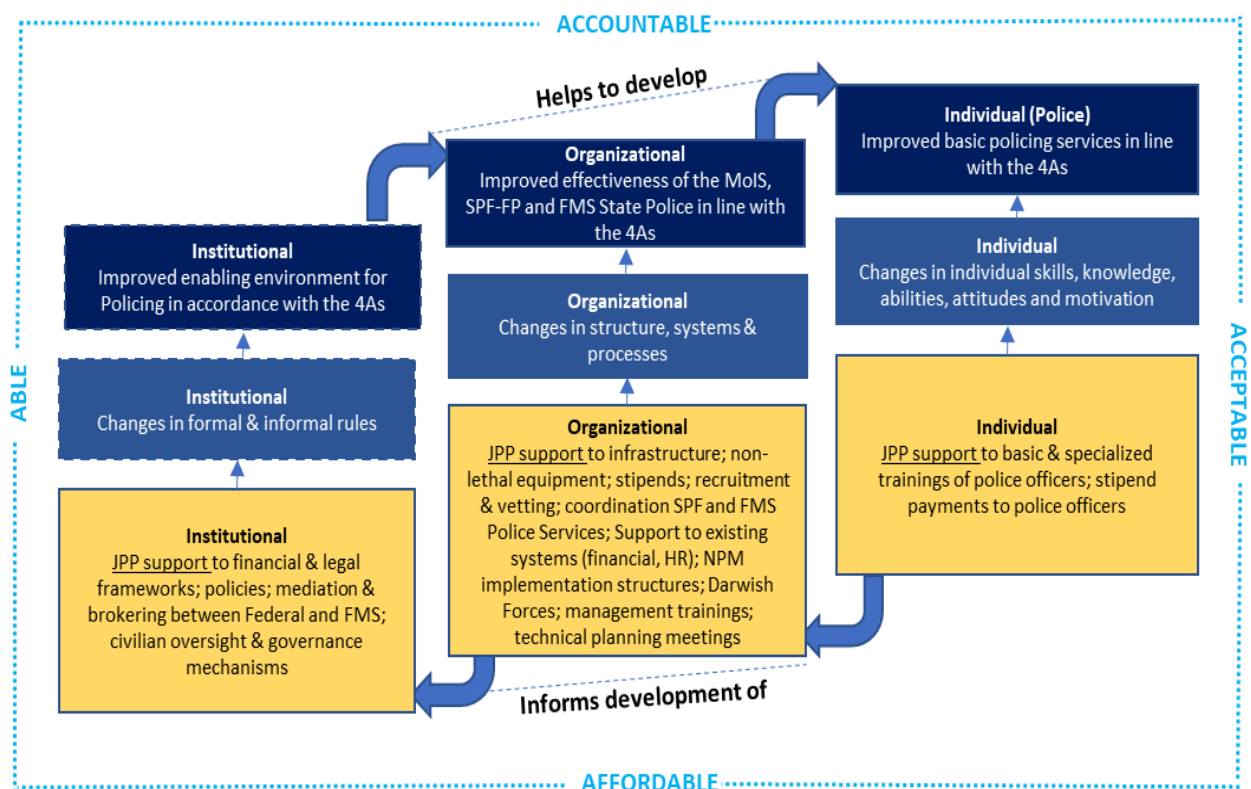 ACCOUNTABLE
Helps to develop
Individual (Police)
Improved basic policing services in line
with the 4As
Organizational
Improved effectiveness of the MoIS,
SPF-FP and FMS State Police in line with
the 4As
Institutional
Improved enabling environment for
Policing in accordance with the 4As
Individual
Changes in individual skills, knowledge,
abilities, attitudes and motivation
Organizational
Changes in structure, systems &
processes
Institutional
Changes in formal & informal rules
ABLE
ACCEPTABLE
Institutional
JPP support to financial & legal
frameworks; policies; mediation &
brokering between Federal and FMS;
civilian oversight & governance
mechanisms
Organizational
JPP support to infrastructure; non-
lethal equipment; stipends; recruitment
& vetting; coordination SPF and FMS
Police Services; Support to existing
systems (financial, HR); NPM
implementation structures; Darwish
Forces; management trainings;
technical planning meetings
Individual
JPP support to basic & specialized
trainings of police officers; stipend
payments to police officers
Informs development of
AFFORDABLE